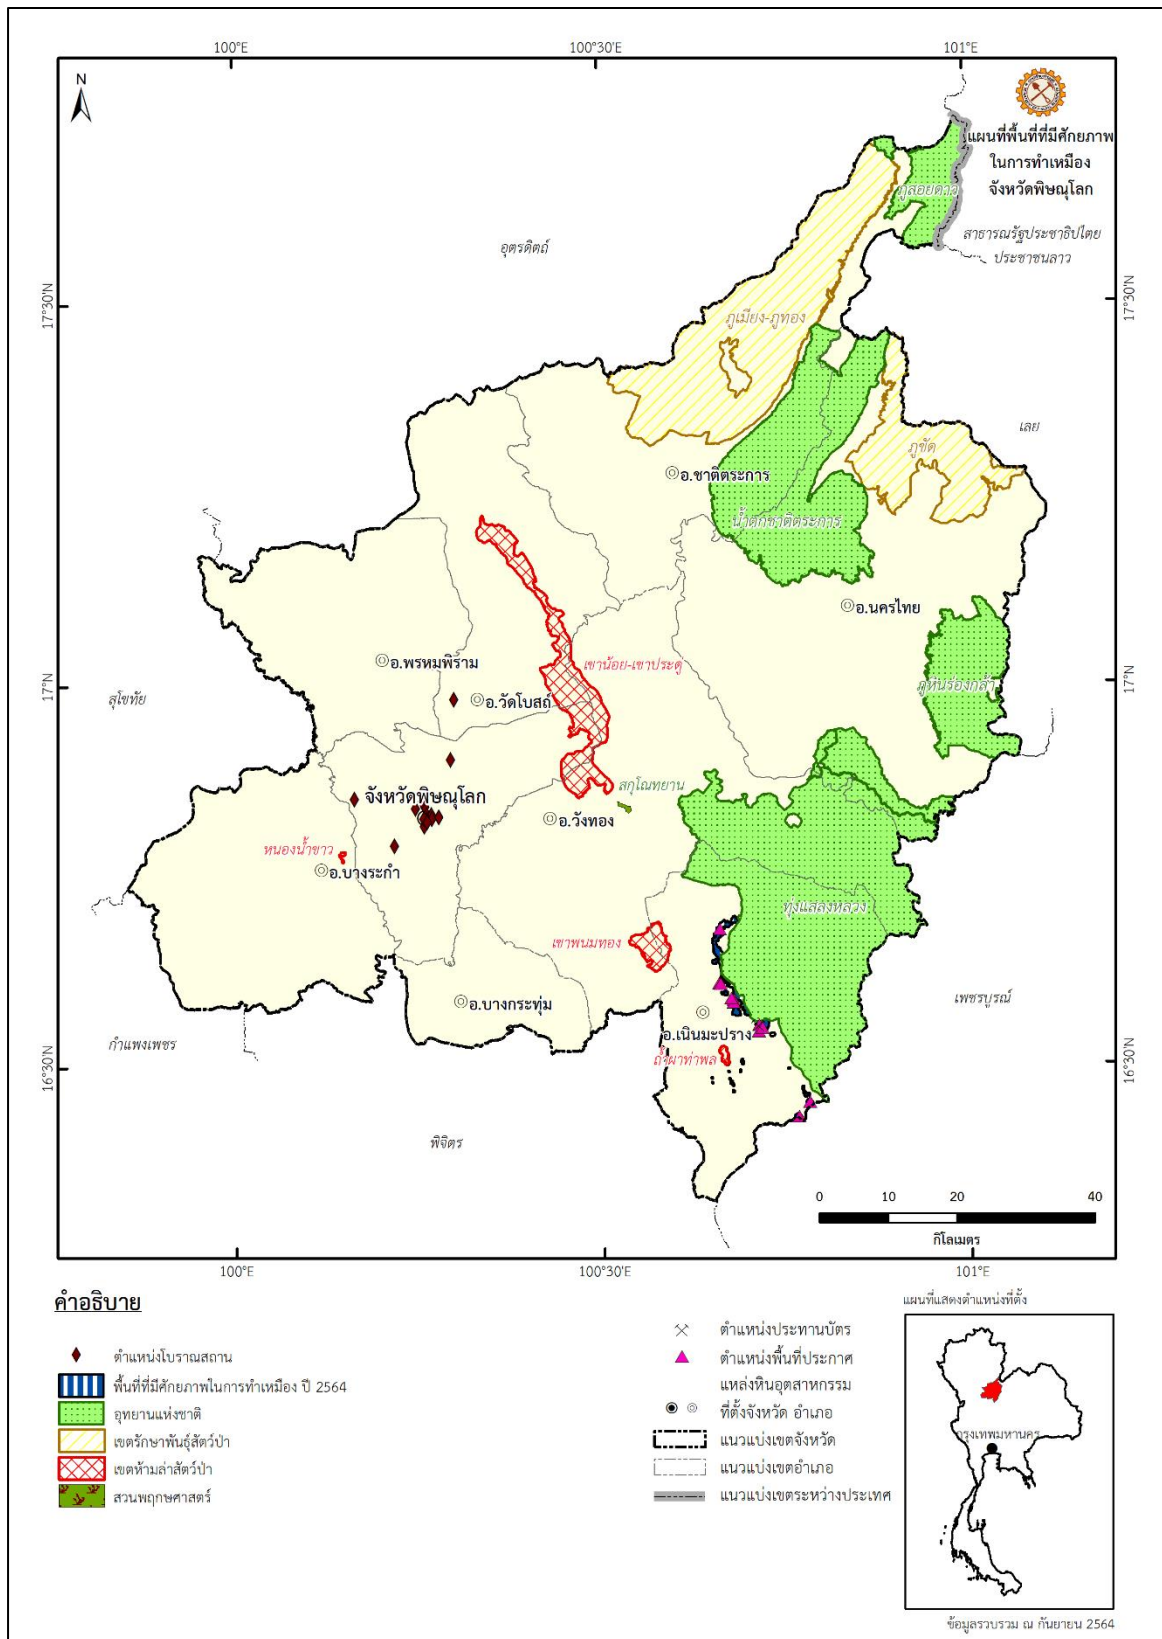 100°E
100°30'E
101°E
N
แผนที่พื้นที่ที่มีศักยภาพ
ในการทำเหมือง
จังหวัดพิษณุโลก
ภูสอยดาว
สาธารณรัฐประชาธิปไตย
ประชาชนลาว
อุตรดิตถ์
17°30'N
17°30'N
ภูเมี่ยง-ภูทอง
เลย
ภูขัด
อ.ชาติตระการ
น้ำตกชาติตระการ
อ.นครไทย
อ.พรหมพิราม
เขาน้อย-เขาประดู่
17°N
17°N
ภูหินร่องกล้า
สุโขทัย
อ.วัดโบสถ์
สกุโณทยาน
จังหวัดพิษณุโลก
อ.วังทอง
หนองน้ำขาว
อ.บางระกำ
ทุ่งแสลงหลวง
เขาพนมทอง
เพชรบูรณ์
อ.บางกระทุ่ม
อ.เนินมะปราง
กำแพงเพชร
ถ้ำผาท่าพล
16°30'N
16°30'N
พิจิตร
0 10 20 40
กิโลเมตร
100°E
100°30'E
101°E
คำอธิบาย
ตำแหน่งโบราณสถาน
พื้นที่ที่มีศักยภาพในการทำเหมือง ปี 2564
อุทยานแห่งชาติ
เขตรักษาพันธุ์สัตว์ป่า
เขตห้ามล่าสัตว์ป่า
สวนพฤกษศาสตร์
ตำแหน่งประทานบัตร
ตำแหน่งพื้นที่ประกาศ
แหล่งหินอุตสาหกรรม
ที่ตั้งจังหวัด อำเภอ
แนวแบ่งเขตจังหวัด
แนวแบ่งเขตอำเภอ
แนวแบ่งเขตระหว่างประเทศ
แผนที่แสดงตำแหน่งที่ตั้ง
กรุงเทพมหานคร
ข้อมูลรวบรวม ณ กันยายน 2564